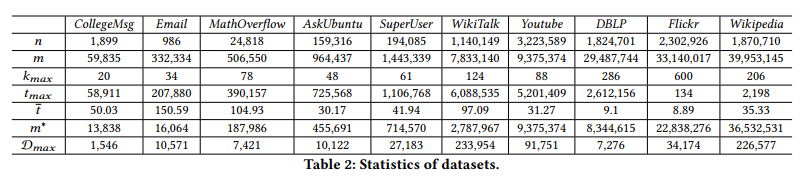 CollegeMsg Email MathOverflow AskUbuntu SuperUser WikiTalk Youtube DBLP Flickr Wikipedia
n 1,899 986 24,818 159,316 194,085 1,140,149 3,223,589 1,824,701 2,302,926 1,870,710
m 59,835 332,334 506,550 964,437 1,443,339 7,833,140 9,375,374 29,487,744 33,140,017 39,953,145
kmax 20 34 78 48 61 124 88 286 600 206
tmax 58,911 207,880 390,157 725,568 1,106,768 6,088,535 5,201,409 2,612,156 134 2,198
t̅ 50.03 150.59 104.93 30.17 41.94 97.09 31.27 9.1 8.89 35.33
m* 13,838 16,064 187,986 455,691 714,570 2,787,967 9,375,374 8,344,615 22,838,276 36,532,531
𝒟max 1,546 10,571 7,421 10,122 27,183 233,954 91,751 7,276 34,174 226,577
Table 2: Statistics of datasets.